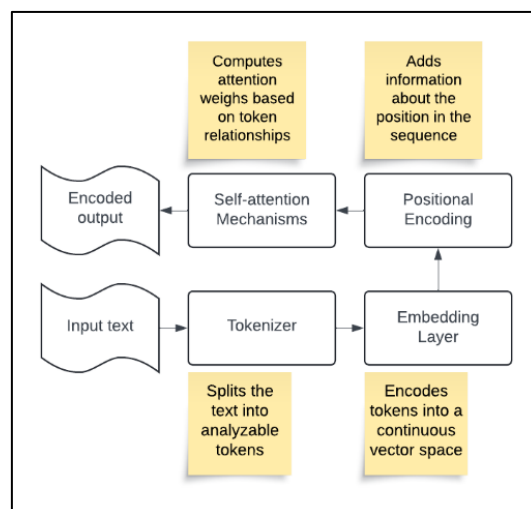 Computes
attention
weighs based
on token
relationships
Adds
information
about the
position in the
sequence
Encoded
output
Self-attention
Mechanisms
Positional
Encoding
Input text
Tokenizer
Embedding
Layer
Splits the
text into
analyzable
tokens
Encodes
tokens into a
continuous
vector space